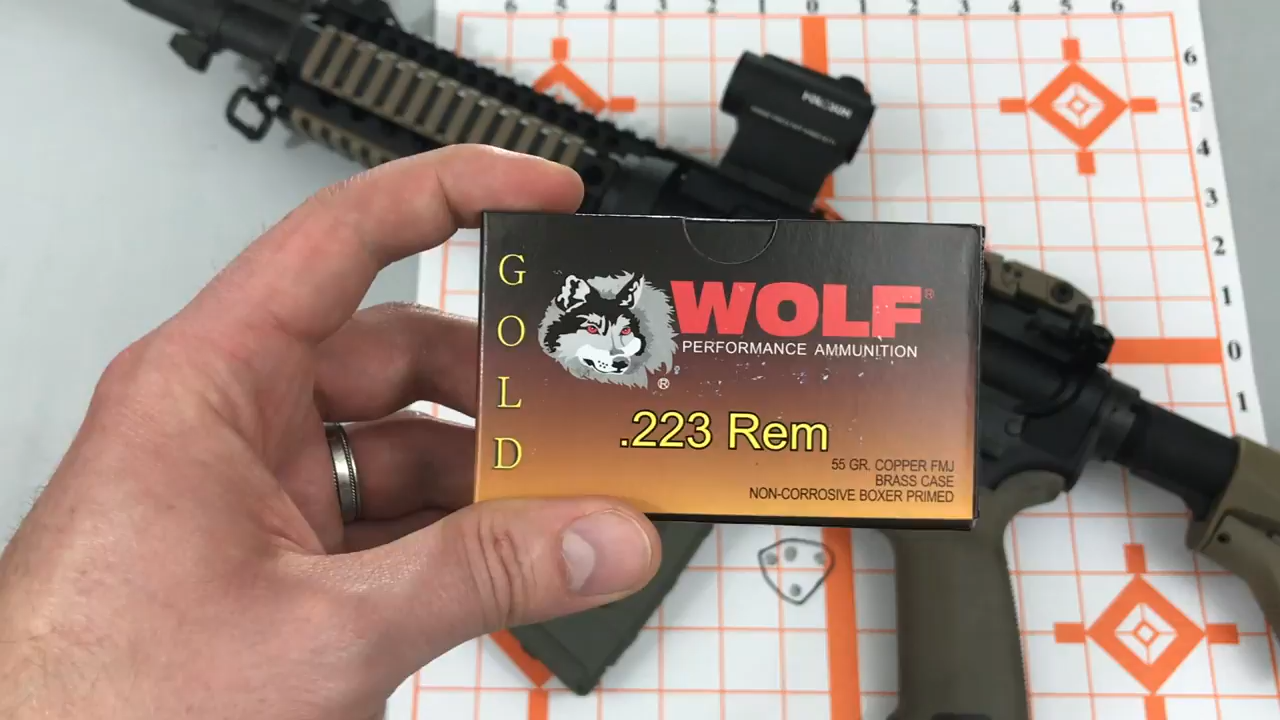 6 5 4 3 2 1 0 1 2 3 4 5 6
6
5
4
3
2
1
0
1
HOLOSUN
GOLD
WOLF®
PERFORMANCE AMMUNITION
®
.223 Rem
55 GR. COPPER FMJ
BRASS CASE
NON-CORROSIVE BOXER PRIMED